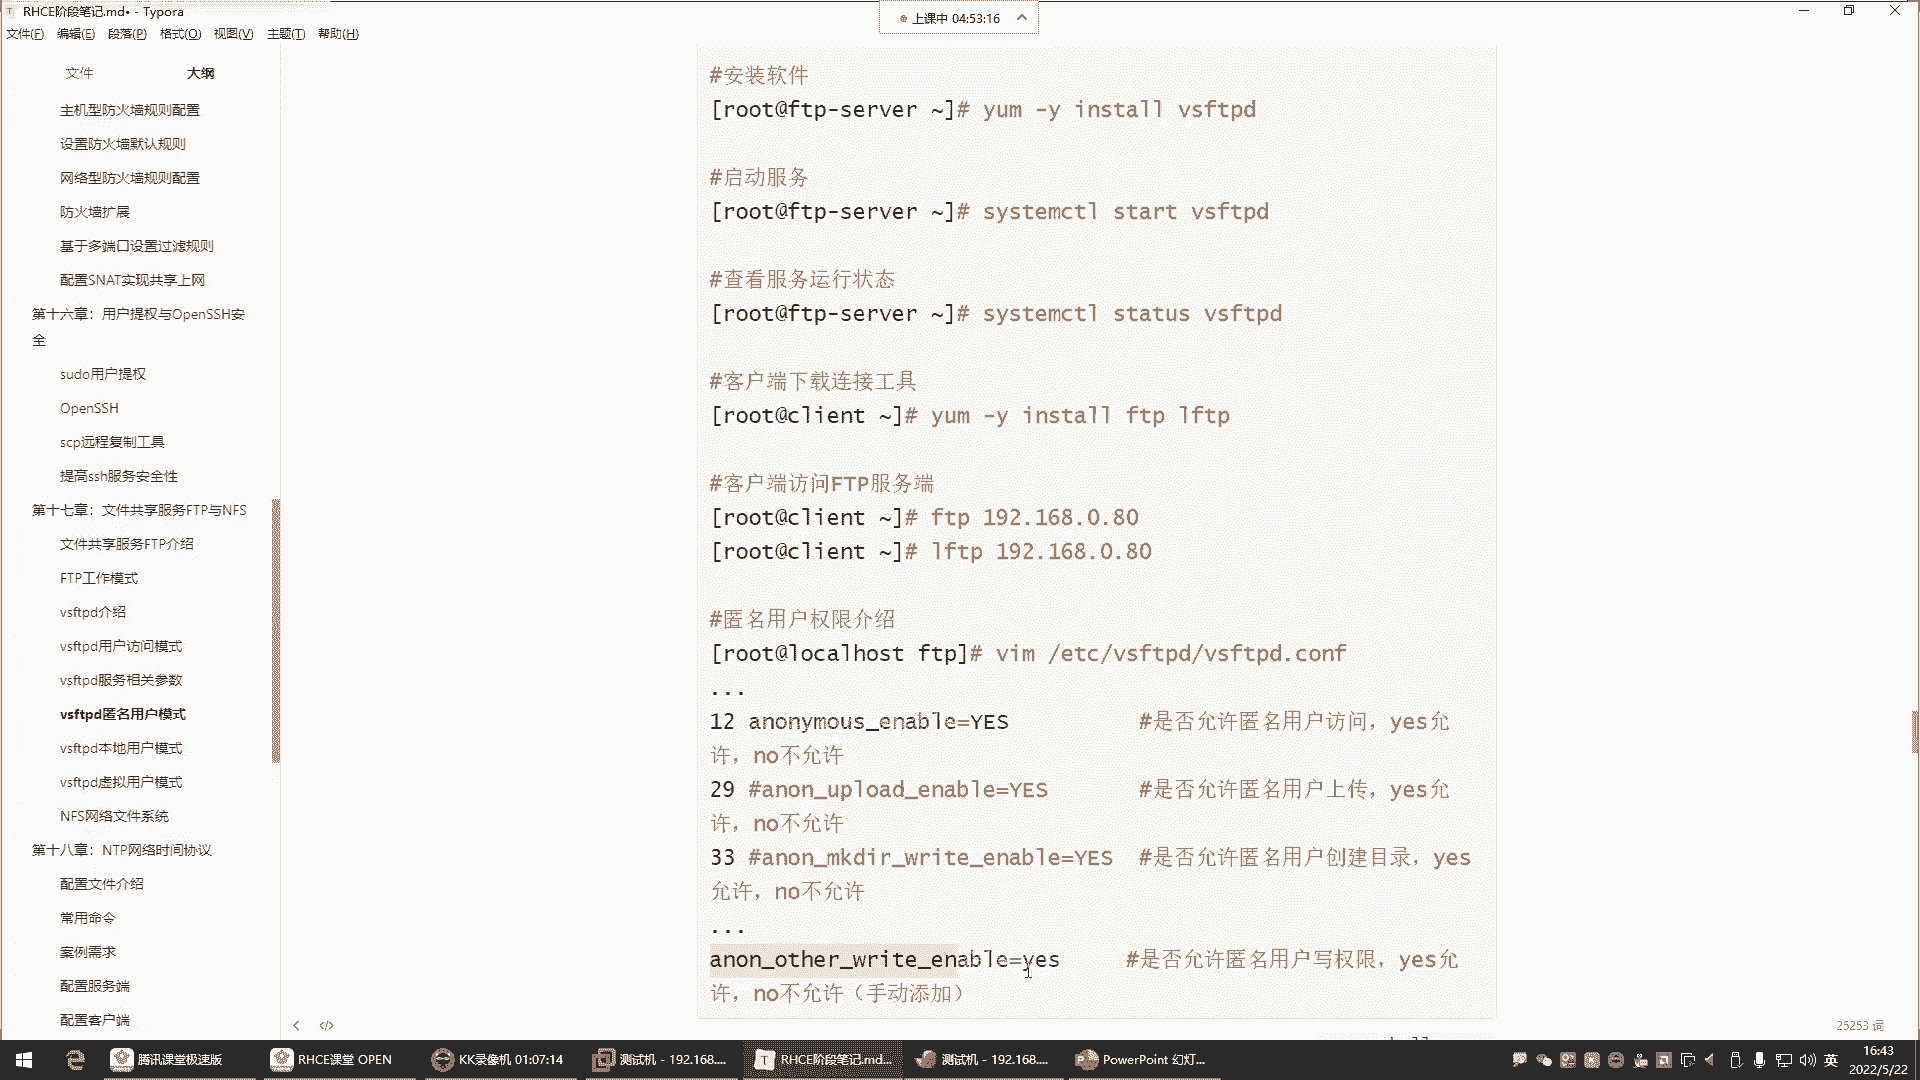 RHCE阶段笔记.md• - Typora
上课中 04:53:16
文件(F) 编辑(E) 段落(P) 格式(O) 视图(V) 主题(T) 帮助(H)
文件 大纲
主机型防火墙规则配置
设置防火墙默认规则
网络型防火墙规则配置
防火墙扩展
基于多端口设置过滤规则
配置SNAT实现共享上网
第十六章：用户提权与OpenSSH安
全
sudo用户提权
OpenSSH
scp远程复制工具
提高ssh服务安全性
第十七章：文件共享服务FTP与NFS
文件共享服务FTP介绍
FTP工作模式
vsftpd介绍
vsftpd用户访问模式
vsftpd服务相关参数
vsftpd匿名用户模式
vsftpd本地用户模式
vsftpd虚拟用户模式
NFS网络文件系统
第十八章：NTP网络时间协议
配置文件介绍
常用命令
案例需求
配置服务端
配置客户端
#安装软件
[root@ftp-server ~]# yum -y install vsftpd
#启动服务
[root@ftp-server ~]# systemctl start vsftpd
#查看服务运行状态
[root@ftp-server ~]# systemctl status vsftpd
#客户端下载连接工具
[root@client ~]# yum -y install ftp lftp
#客户端访问FTP服务端
[root@client ~]# ftp 192.168.0.80
[root@client ~]# lftp 192.168.0.80
#匿名用户权限介绍
[root@localhost ftp]# vim /etc/vsftpd/vsftpd.conf
...
12 anonymous_enable=YES #是否允许匿名用户访问，yes允
许，no不允许
29 #anon_upload_enable=YES #是否允许匿名用户上传，yes允
许，no不允许
33 #anon_mkdir_write_enable=YES #是否允许匿名用户创建目录，yes
允许，no不允许
...
anon_other_write_enable=yes #是否允许匿名用户写权限，yes允
许，no不允许（手动添加）
25253 词
腾讯课堂极速版 RHCE课堂 OPEN KK录像机 01:07:14 测试机 - 192.168.... RHCE阶段笔记.md... 测试机 - 192.168.... PowerPoint 幻灯... 英 16:43
2022/5/22